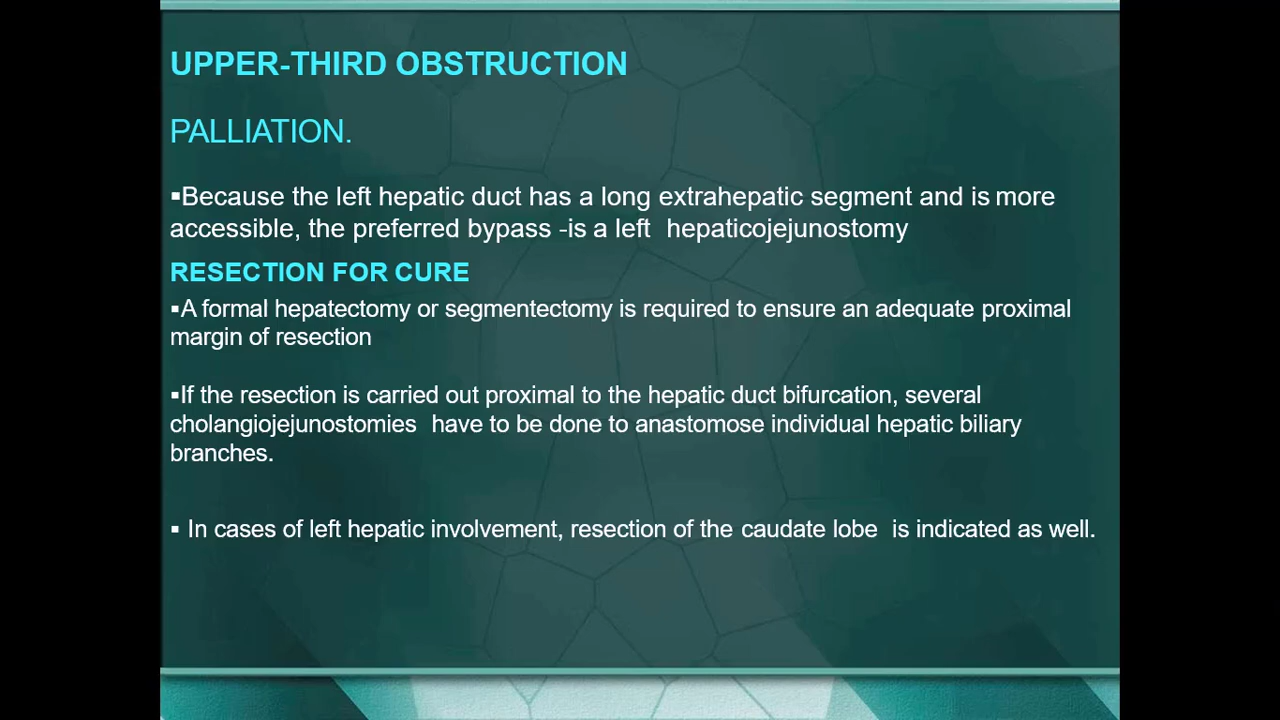 UPPER-THIRD OBSTRUCTION
PALLIATION.
▪Because the left hepatic duct has a long extrahepatic segment and is more
accessible, the preferred bypass -is a left hepaticojejunostomy
RESECTION FOR CURE
▪A formal hepatectomy or segmentectomy is required to ensure an adequate proximal
margin of resection
▪If the resection is carried out proximal to the hepatic duct bifurcation, several
cholangiojejunostomies have to be done to anastomose individual hepatic biliary
branches.
▪ In cases of left hepatic involvement, resection of the caudate lobe is indicated as well.